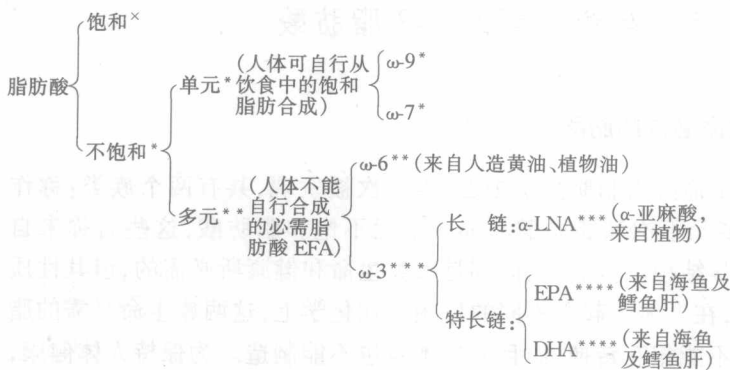 脂肪酸
饱和×
不饱和*
单元*
(人体可自行从
饮食中的饱和
脂肪合成)
ω-9*
ω-7*
多元**
(人体不能
自行合成
的必需脂
肪酸 EFA)
ω-6**(来自人造黄油、植物油)
ω-3***
长 链:α-LNA***(α-亚麻酸,
来自植物)
特长链:
EPA****(来自海鱼及
鳕鱼肝)
DHA****(来自海鱼
及鳕鱼肝)